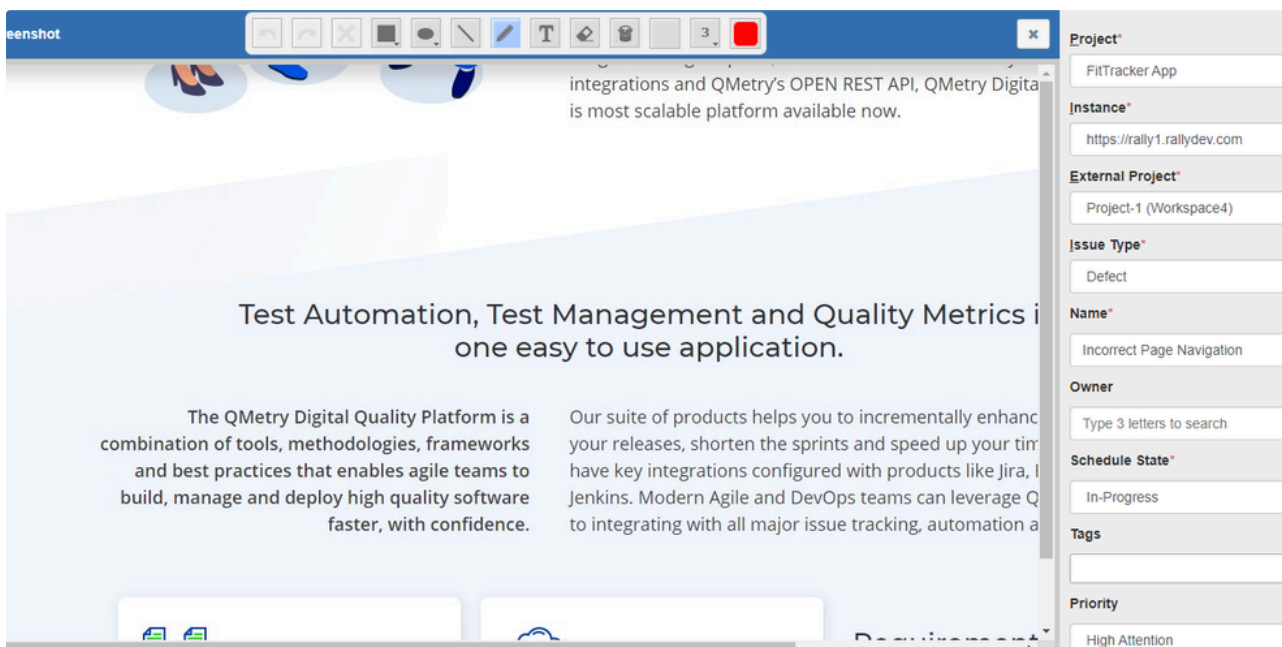 eenshot
T
3
×
integrations and QMetry's OPEN REST API, QMetry Digita
is most scalable platform available now.
Test Automation, Test Management and Quality Metrics i
one easy to use application.
The QMetry Digital Quality Platform is a
combination of tools, methodologies, frameworks
and best practices that enables agile teams to
build, manage and deploy high quality software
faster, with confidence.
Our suite of products helps you to incrementally enhanc
your releases, shorten the sprints and speed up your tim
have key integrations configured with products like Jira, I
Jenkins. Modern Agile and DevOps teams can leverage Q
to integrating with all major issue tracking, automation a
Requirement
Project*
FitTracker App
Instance*
https://rally1.rallydev.com
External Project*
Project-1 (Workspace4)
Issue Type*
Defect
Name*
Incorrect Page Navigation
Owner
Type 3 letters to search
Schedule State*
In-Progress
Tags
Priority
High Attention